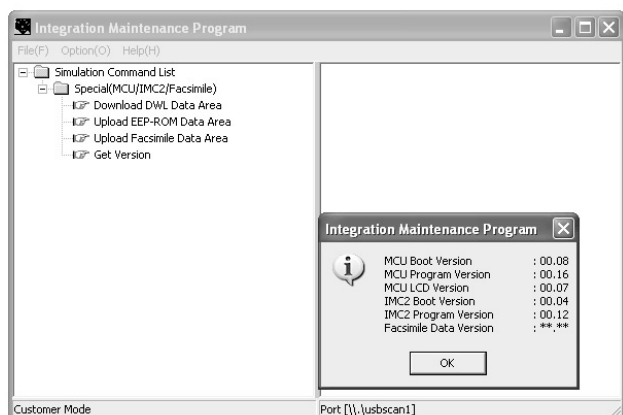 Integration Maintenance Program
File(F) Option(O) Help(H)
Simulation Command List
Special(MCU/IMC2/Facsimile)
Download DWL Data Area
Upload EEP-ROM Data Area
Upload Facsimile Data Area
Get Version
Integration Maintenance Program
MCU Boot Version : 00.08
MCU Program Version : 00.16
MCU LCD Version : 00.07
IMC2 Boot Version : 00.04
IMC2 Program Version : 00.12
Facsimile Data Version : **.**
OK
Customer Mode Port [\\.\usbscan1]